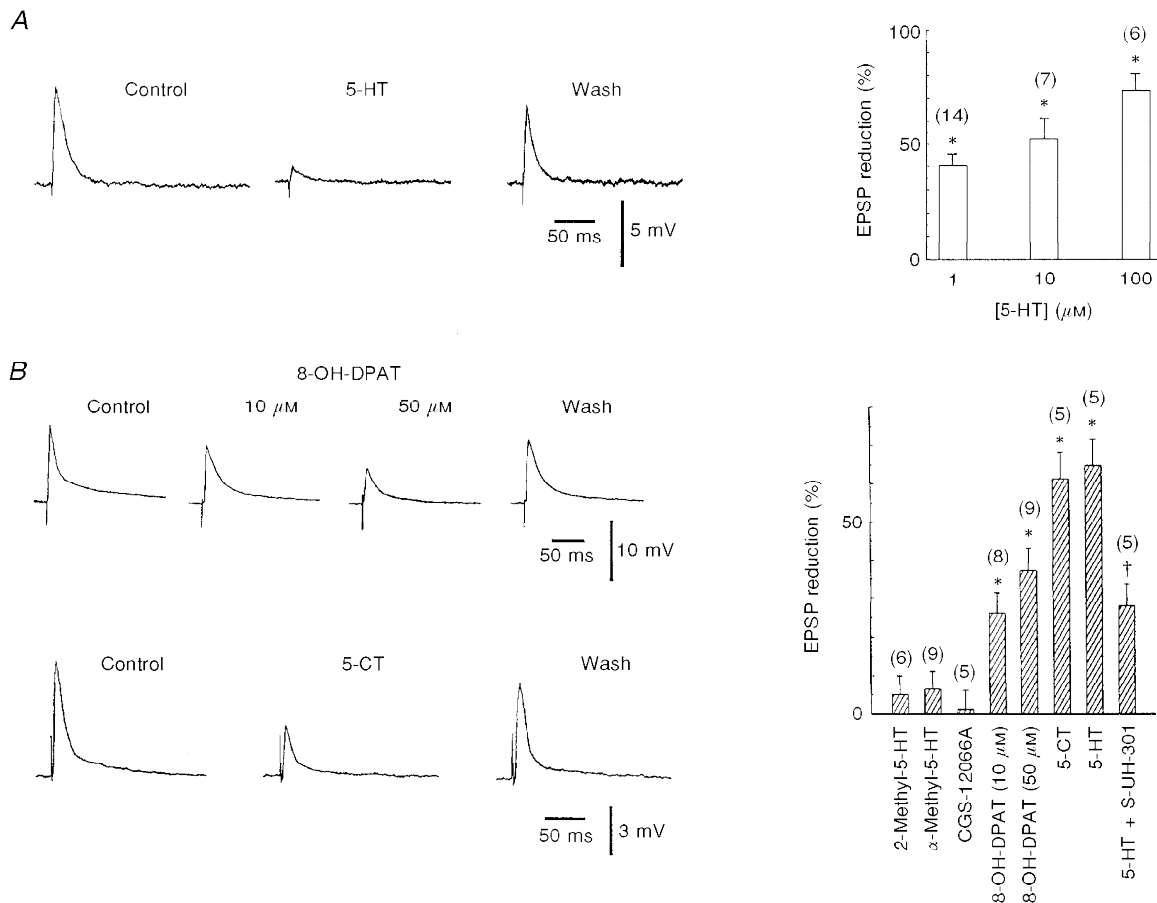 A
Control
5-HT
Wash
50 ms
5 mV
EPSP reduction (%)
100
50
0
(14)
*
(7)
*
(6)
*
1
10
100
[5-HT] (μM)
B
8-OH-DPAT
Control
10 μM
50 μM
Wash
50 ms
10 mV
Control
5-CT
Wash
50 ms
3 mV
EPSP reduction (%)
50
0
(6)
(9)
(5)
(8)
*
(9)
*
(5)
*
(5)
*
(5)
†
2-Methyl-5-HT
α-Methyl-5-HT
CGS-12066A
8-OH-DPAT (10 μM)
8-OH-DPAT (50 μM)
5-CT
5-HT
5-HT + S-UH-301